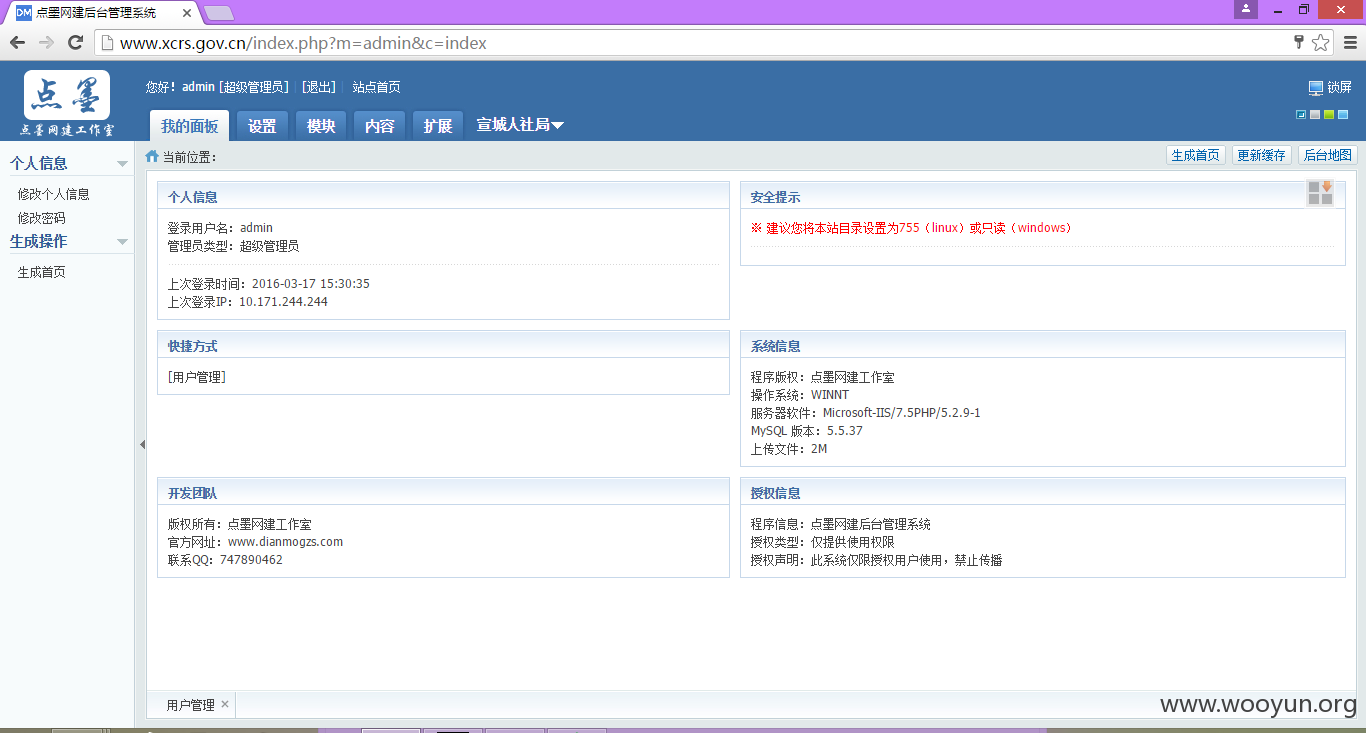 DM 点墨网建后台管理系统
www.xcrs.gov.cn/index.php?m=admin&c=index
点墨
点墨网建工作室
您好！admin [超级管理员] | [退出] | 站点首页
锁屏
我的面板 设置 模块 内容 扩展 宣城人社局
个人信息
修改个人信息
修改密码
生成操作
生成首页
当前位置：
生成首页 更新缓存 后台地图
个人信息
登录用户名：admin
管理员类型：超级管理员
上次登录时间：2016-03-17 15:30:35
上次登录IP：10.171.244.244
安全提示
※ 建议您将本站目录设置为755（linux）或只读（windows）
快捷方式
[用户管理]
系统信息
程序版权：点墨网建工作室
操作系统：WINNT
服务器软件：Microsoft-IIS/7.5PHP/5.2.9-1
MySQL 版本：5.5.37
上传文件：2M
开发团队
版权所有：点墨网建工作室
官方网址：www.dianmogzs.com
联系QQ：747890462
授权信息
程序信息：点墨网建后台管理系统
授权类型：仅提供使用权限
授权声明：此系统仅限授权用户使用，禁止传播
用户管理
www.wooyun.org